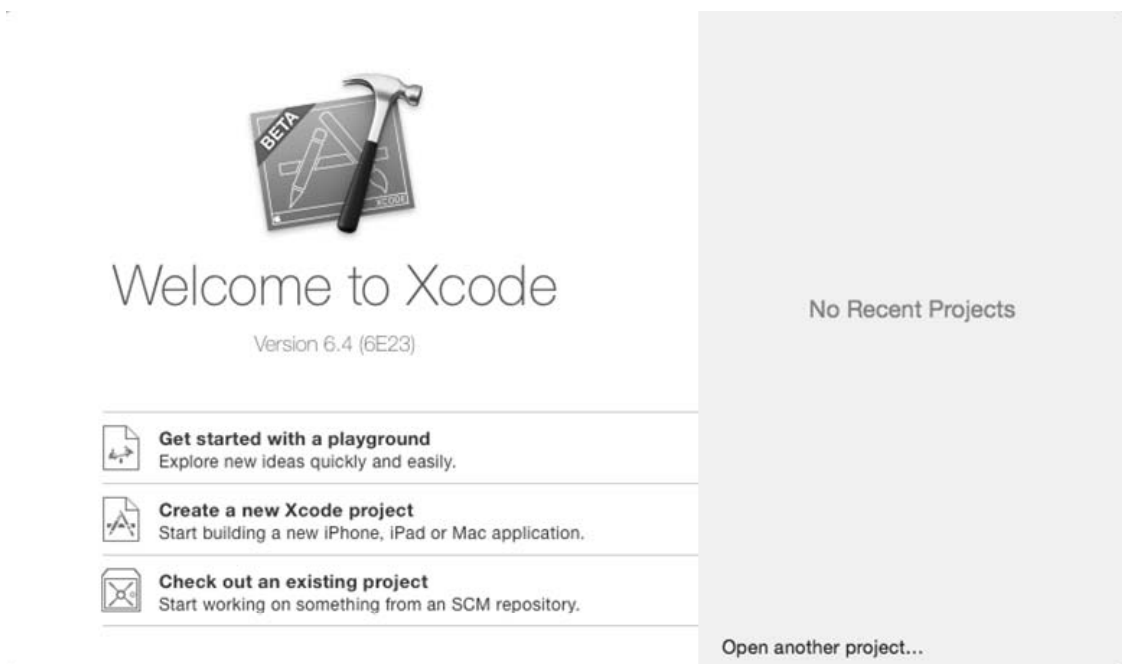 BETA
XCODE
Welcome to Xcode
Version 6.4 (6E23)
Get started with a playground
Explore new ideas quickly and easily.
Create a new Xcode project
Start building a new iPhone, iPad or Mac application.
Check out an existing project
Start working on something from an SCM repository.
No Recent Projects
Open another project...